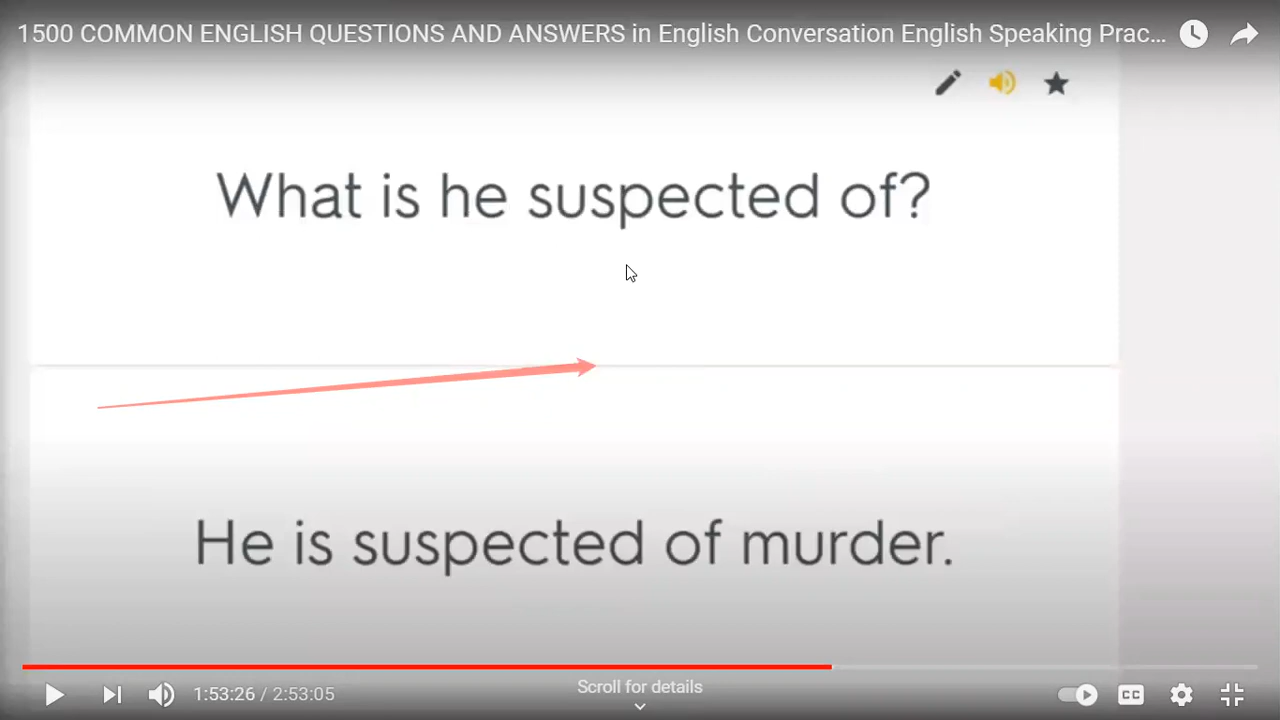 1500 COMMON ENGLISH QUESTIONS AND ANSWERS in English Conversation English Speaking Prac...
What is he suspected of?
He is suspected of murder.
1:53:26 / 2:53:05
Scroll for details
CC